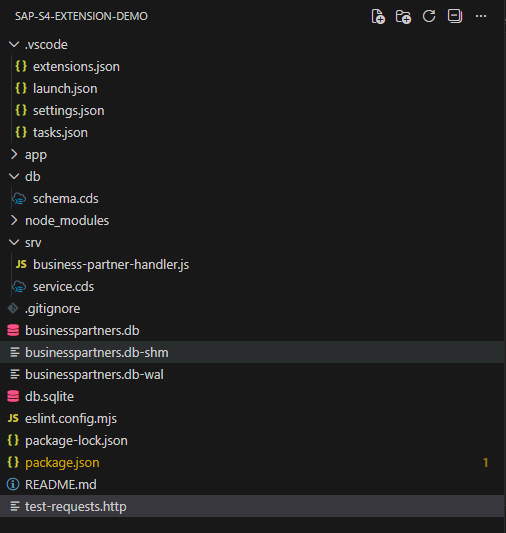 SAP-S4-EXTENSION-DEMO
.vscode
{} extensions.json
{} launch.json
{} settings.json
{} tasks.json
app
db
schema.cds
node_modules
srv
JS business-partner-handler.js
service.cds
.gitignore
businesspartners.db
businesspartners.db-shm
businesspartners.db-wal
db.sqlite
JS eslint.config.mjs
{} package-lock.json
{} package.json 1
README.md
test-requests.http